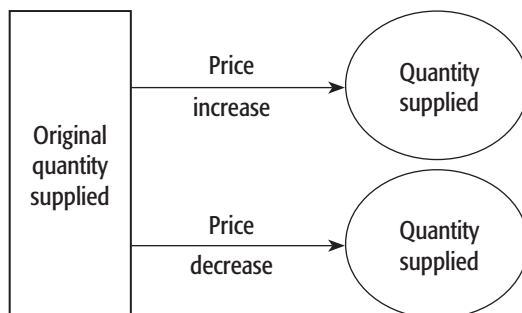 Original
quantity
supplied
Price
increase
Quantity
supplied
Price
decrease
Quantity
supplied